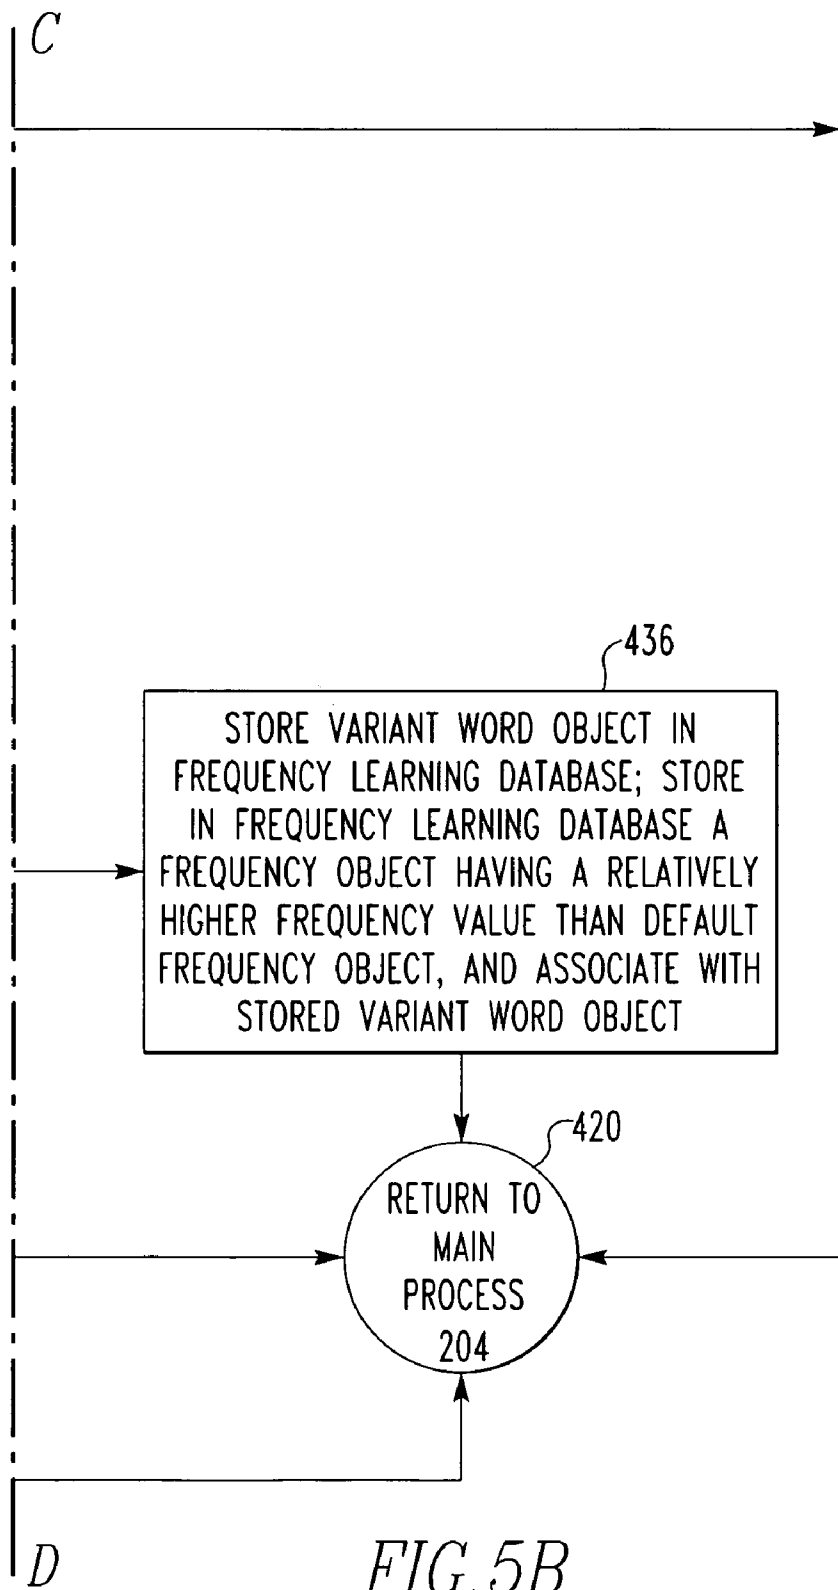 C
436
STORE VARIANT WORD OBJECT IN
FREQUENCY LEARNING DATABASE; STORE
IN FREQUENCY LEARNING DATABASE A
FREQUENCY OBJECT HAVING A RELATIVELY
HIGHER FREQUENCY VALUE THAN DEFAULT
FREQUENCY OBJECT, AND ASSOCIATE WITH
STORED VARIANT WORD OBJECT
420
RETURN TO
MAIN
PROCESS
204
D
FIG.5B